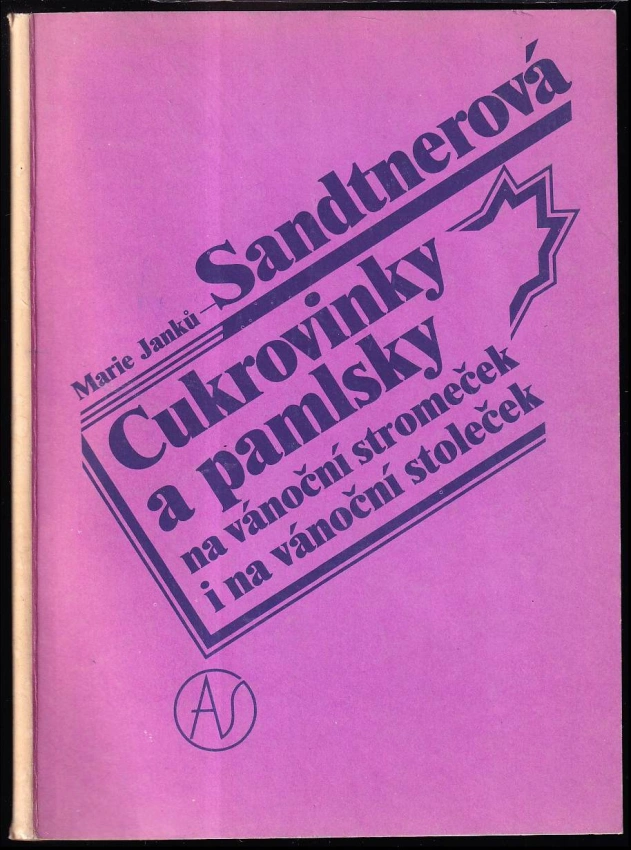 Marie Janků – Sandtnerová
Cukrovinky
a pamlsky
na vánoční stromeček
i na vánoční stoleček
AS